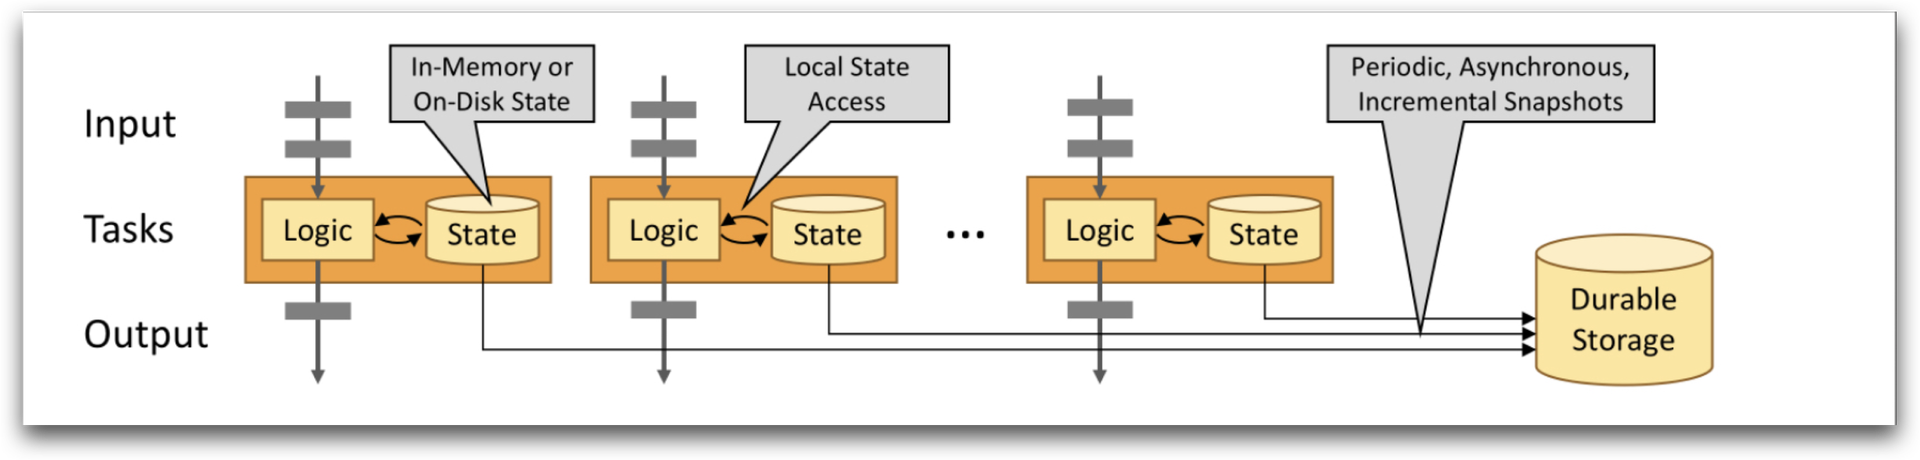 In-Memory or
On-Disk State
Local State
Access
Periodic, Asynchronous,
Incremental Snapshots
Input
Tasks
Logic
State
Logic
State
...
Logic
State
Output
Durable
Storage